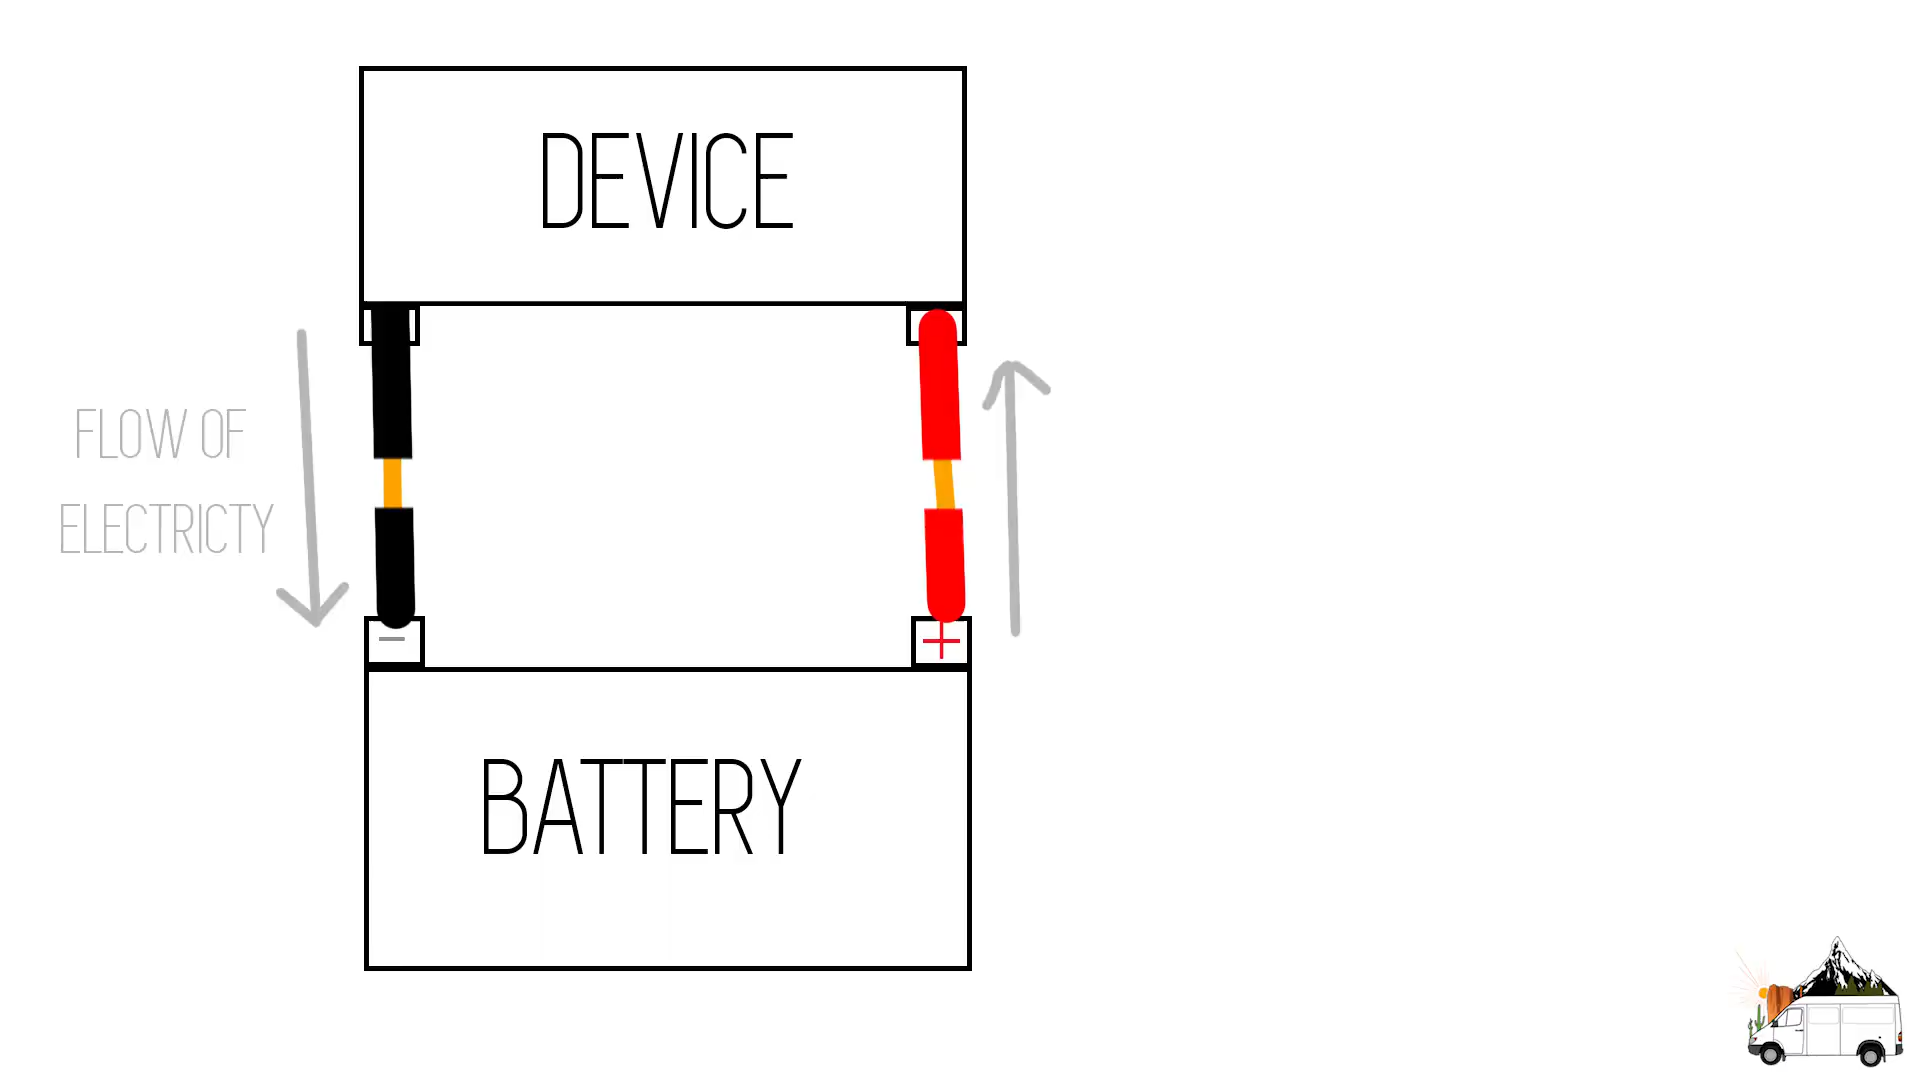 DEVICE
FLOW OF
ELECTRICTY
−
+
BATTERY